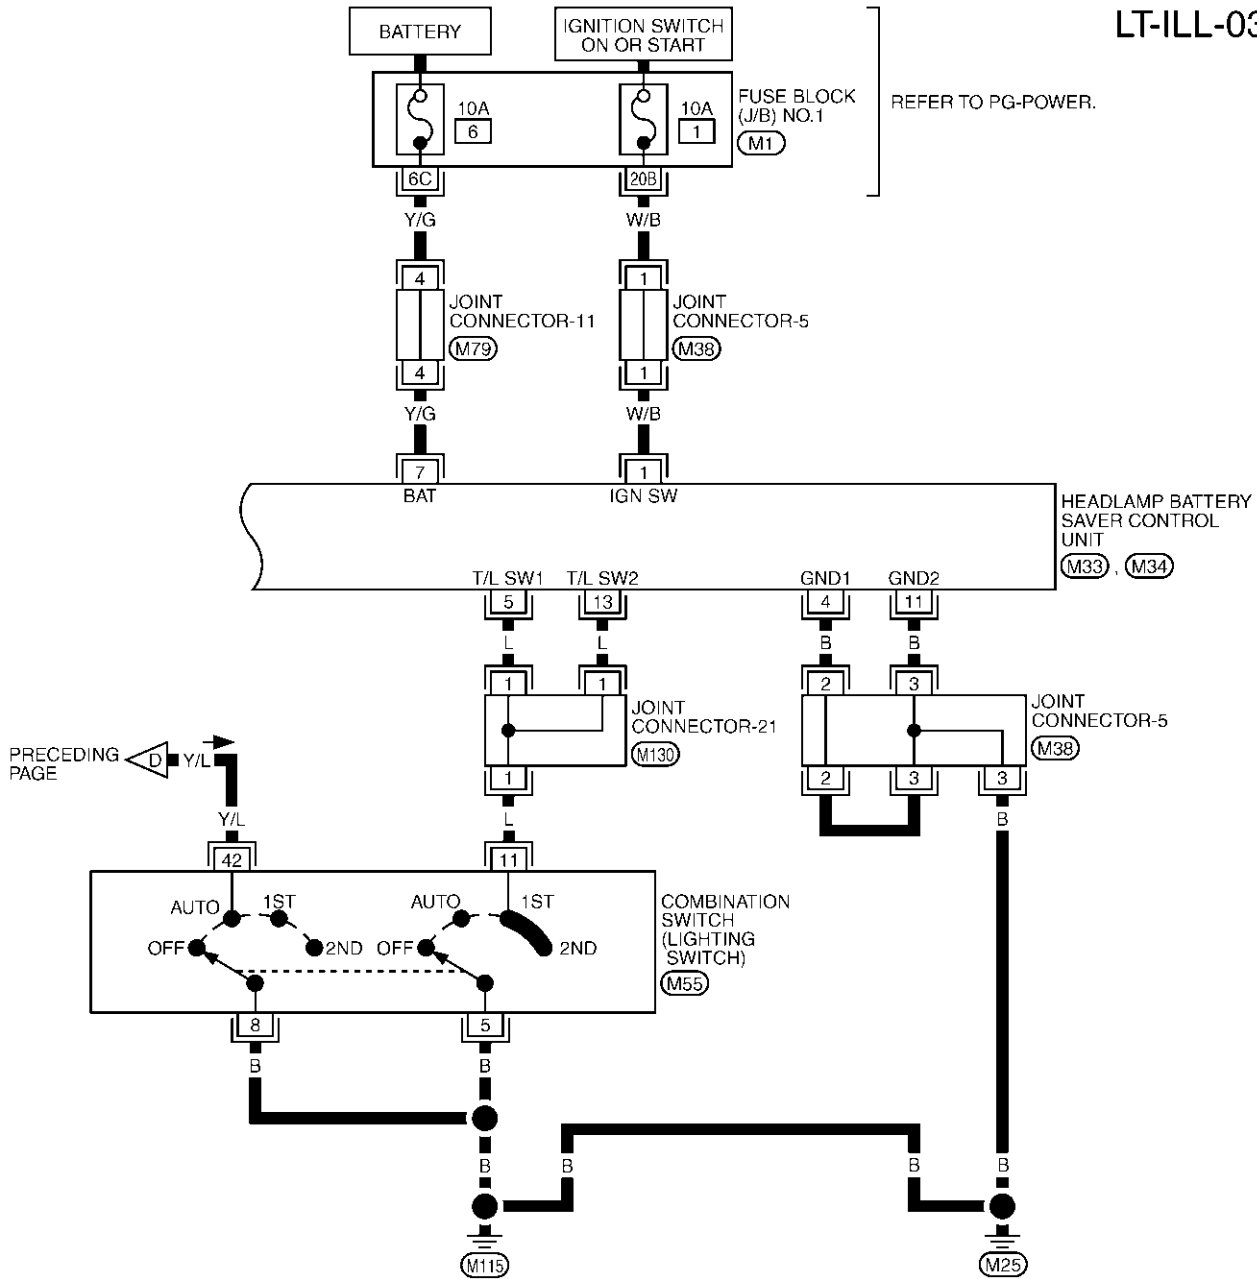 LT-ILL-03
BATTERY
IGNITION SWITCH
ON OR START
10A
6
10A
1
FUSE BLOCK
(J/B) NO.1
M1
REFER TO PG-POWER.
6C
20B
Y/G
W/B
4
1
JOINT
CONNECTOR-11
M79
JOINT
CONNECTOR-5
M38
4
1
Y/G
W/B
7
1
BAT
IGN SW
HEADLAMP BATTERY
SAVER CONTROL
UNIT
M33 , M34
T/L SW1
T/L SW2
GND1
GND2
5
13
4
11
L
L
B
B
1
1
2
3
JOINT
CONNECTOR-21
M130
JOINT
CONNECTOR-5
M38
PRECEDING
PAGE
D
Y/L
1
2
3
3
Y/L
L
B
42
11
AUTO
1ST
OFF
2ND
AUTO
1ST
OFF
2ND
COMBINATION
SWITCH
(LIGHTING
SWITCH)
M55
8
5
B
B
B
B
B
B
M115
M25